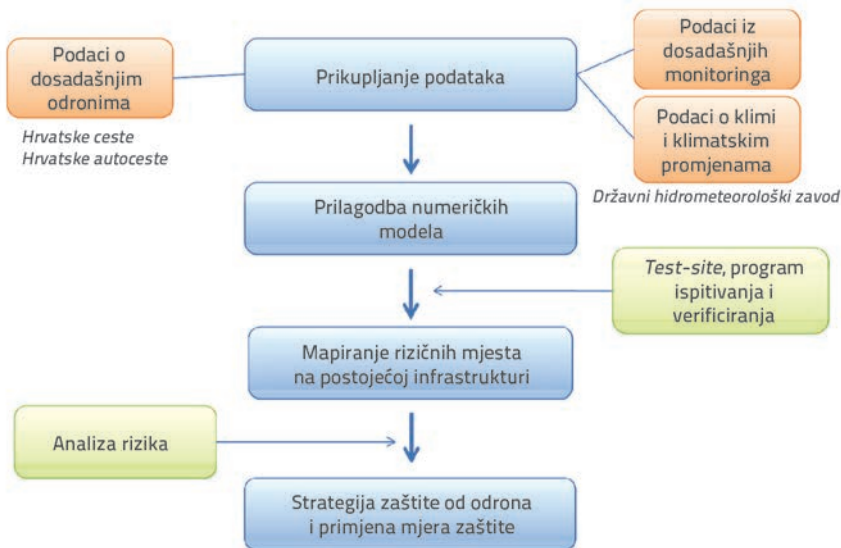 Podaci o
dosadašnjim
odronima
Hrvatske ceste
Hrvatske autoceste
Prikupljanje podataka
Podaci iz
dosadašnjih
monitoringa
Podaci o klimi
i klimatskim
promjenama
Državni hidrometeorološki zavod
Prilagodba numeričkih
modela
Test-site, program
ispitivanja i
verificiranja
Mapiranje rizičnih mjesta
na postojećoj infrastrukturi
Analiza rizika
Strategija zaštite od odrona
i primjena mjera zaštite